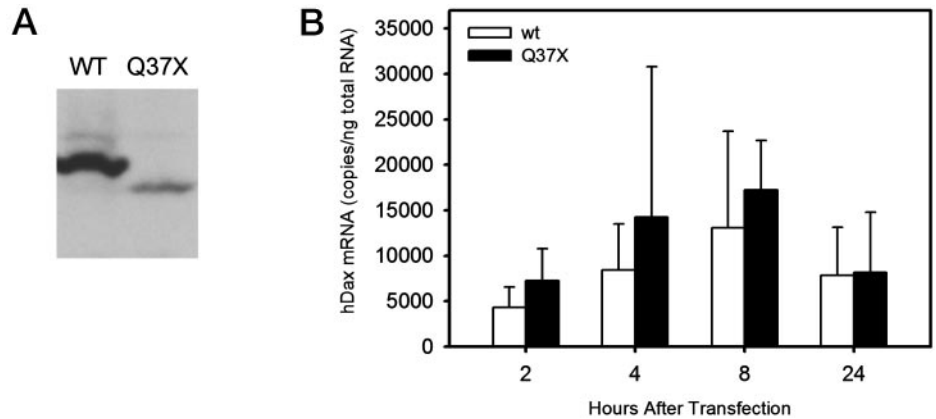 A
WT Q37X
B
hDax mRNA (copies/ng total RNA)
35000
30000
25000
20000
15000
10000
5000
0
wt
Q37X
2 4 8 24
Hours After Transfection